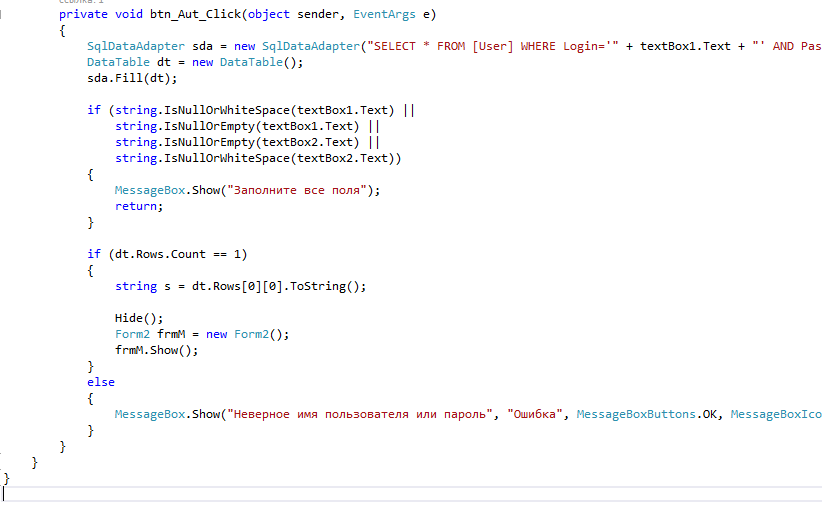 ссылка: 1
private void btn_Aut_Click(object sender, EventArgs e)
{
SqlDataAdapter sda = new SqlDataAdapter("SELECT * FROM [User] WHERE Login='" + textBox1.Text + "' AND Pas
DataTable dt = new DataTable();
sda.Fill(dt);
if (string.IsNullOrWhiteSpace(textBox1.Text) ||
string.IsNullOrEmpty(textBox1.Text) ||
string.IsNullOrEmpty(textBox2.Text) ||
string.IsNullOrWhiteSpace(textBox2.Text))
{
MessageBox.Show("Заполните все поля");
return;
}
if (dt.Rows.Count == 1)
{
string s = dt.Rows[0][0].ToString();
Hide();
Form2 frmM = new Form2();
frmM.Show();
}
else
{
MessageBox.Show("Неверное имя пользователя или пароль", "Ошибка", MessageBoxButtons.OK, MessageBoxIco
}
}
}
}